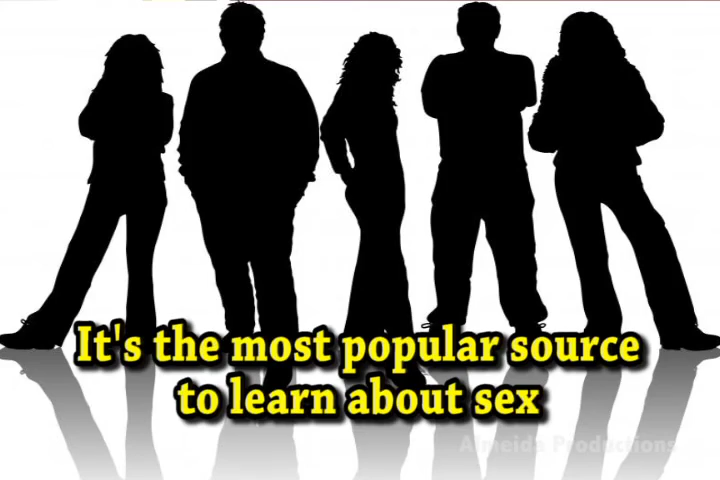 It's the most popular source
to learn about sex
Almeida Productions